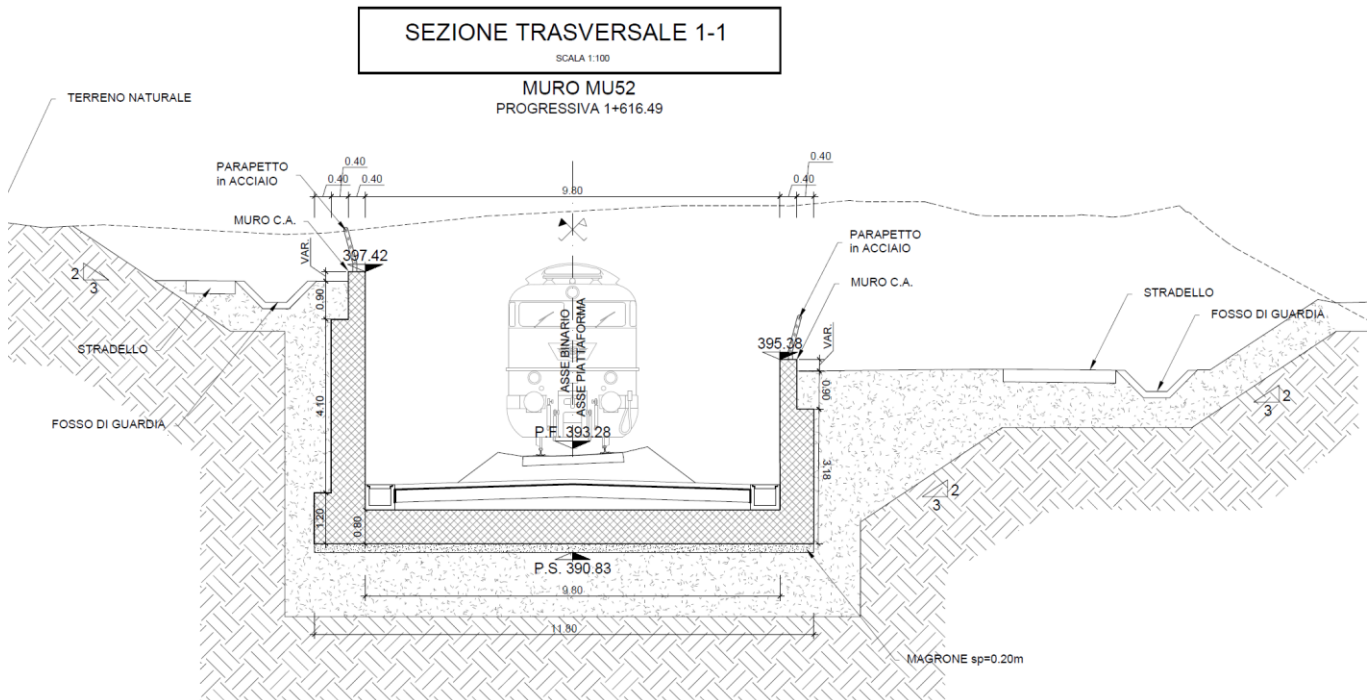 SEZIONE TRASVERSALE 1-1
SCALA 1:100
MURO MU52
PROGRESSIVA 1+616.49
TERRENO NATURALE
PARAPETTO
in ACCIAIO
MURO C.A.
0.40
0.40
0.40
9.80
0.40
0.40
PARAPETTO
in ACCIAIO
MURO C.A.
VAR.
397.42
2
3
0.90
STRADELLO
FOSSO DI GUARDIA
4.10
1.20
0.80
ASSE BINARIO
ASSE PIATTAFORMA
P.F. 393.28
395.38
VAR.
0.90
3.18
STRADELLO
FOSSO DI GUARDIA
2
3
2
3
P.S. 390.83
9.80
11.80
MAGRONE sp=0.20m